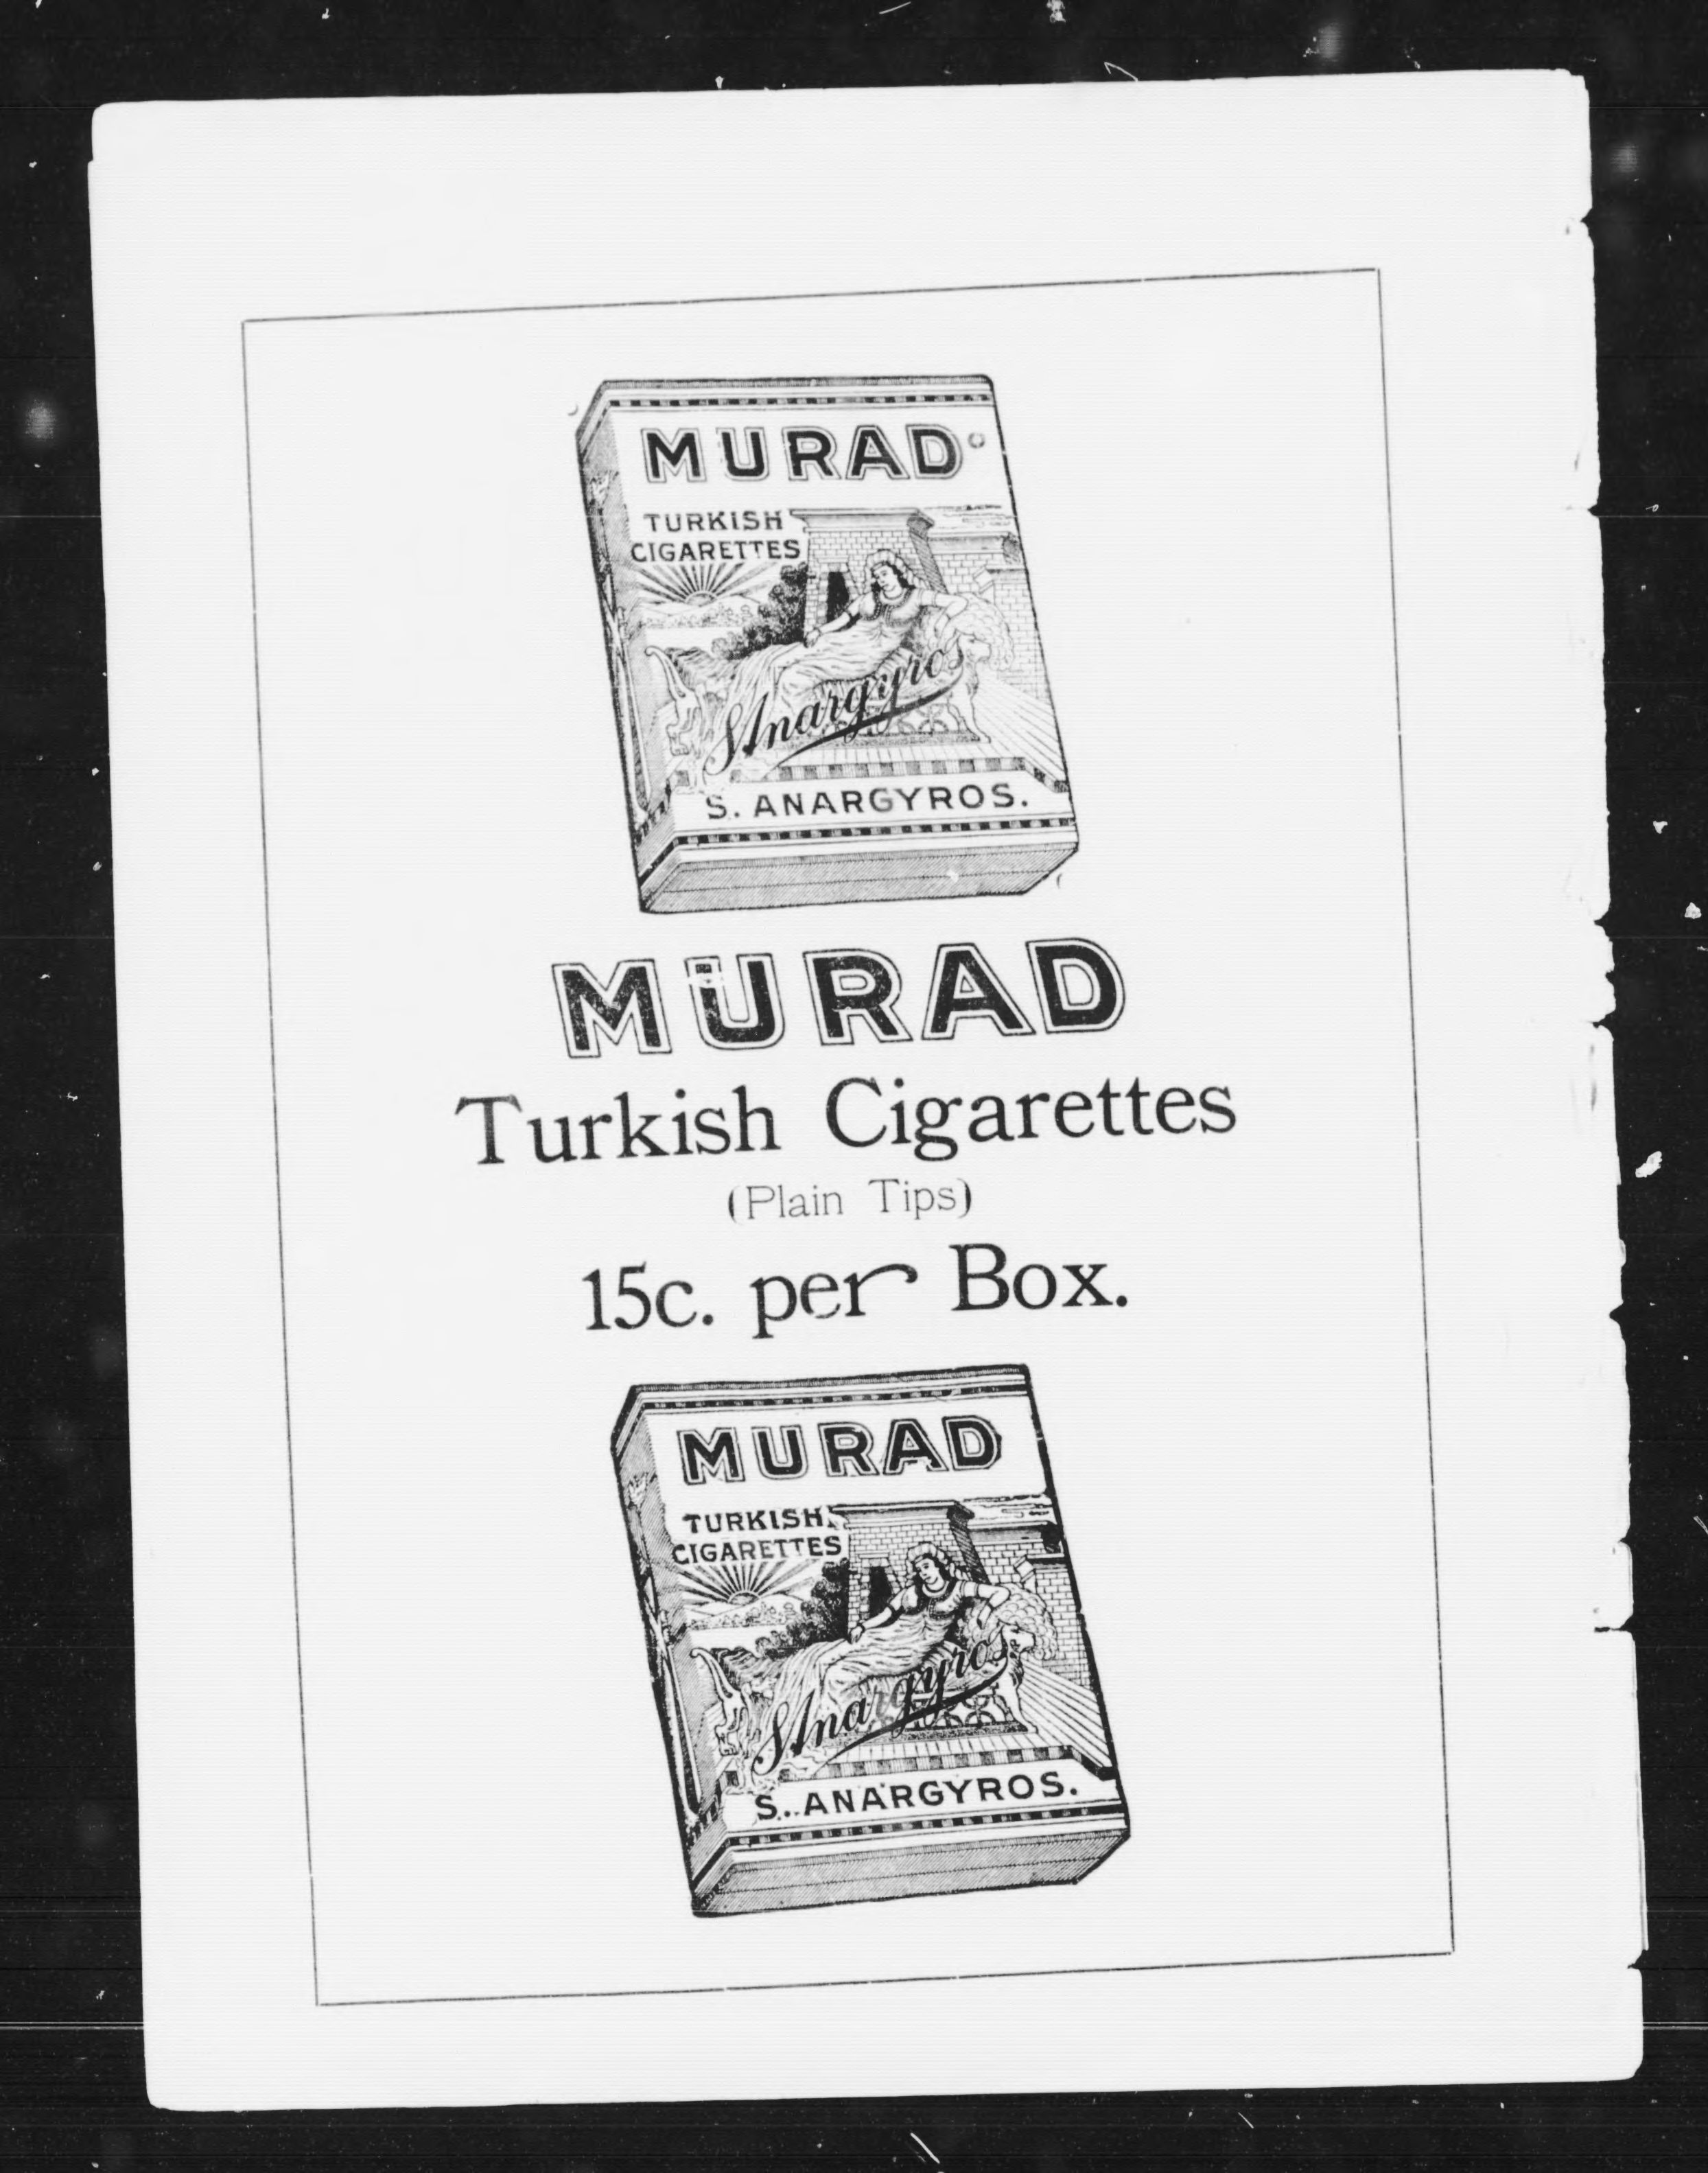 MURAD
TURKISH
CIGARETTES
S. Anargyros
S. ANARGYROS.
MURAD
Turkish Cigarettes
(Plain Tips)
15c. per Box.
MURAD
TURKISH
CIGARETTES
S. Anargyros
S. ANARGYROS.